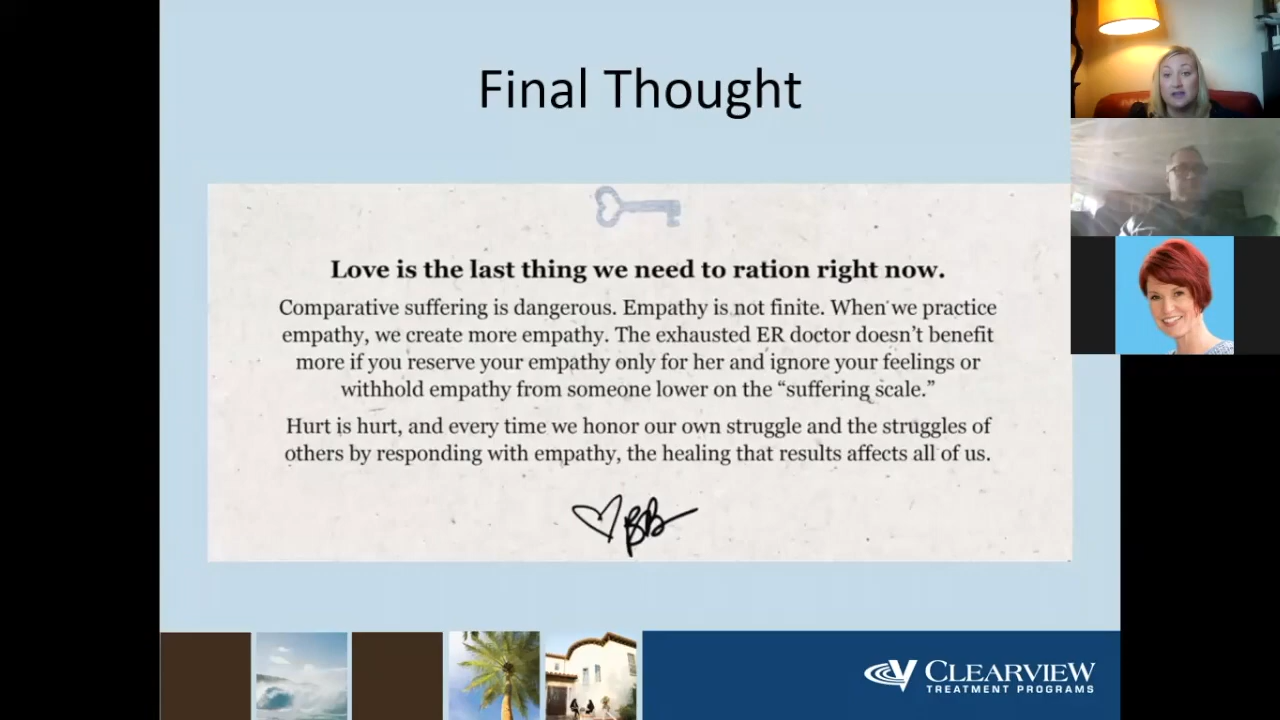 Final Thought
Love is the last thing we need to ration right now.
Comparative suffering is dangerous. Empathy is not finite. When we practice
empathy, we create more empathy. The exhausted ER doctor doesn’t benefit
more if you reserve your empathy only for her and ignore your feelings or
withhold empathy from someone lower on the “suffering scale.”
Hurt is hurt, and every time we honor our own struggle and the struggles of
others by responding with empathy, the healing that results affects all of us.
BB
CV CLEARVIEW
TREATMENT PROGRAMS